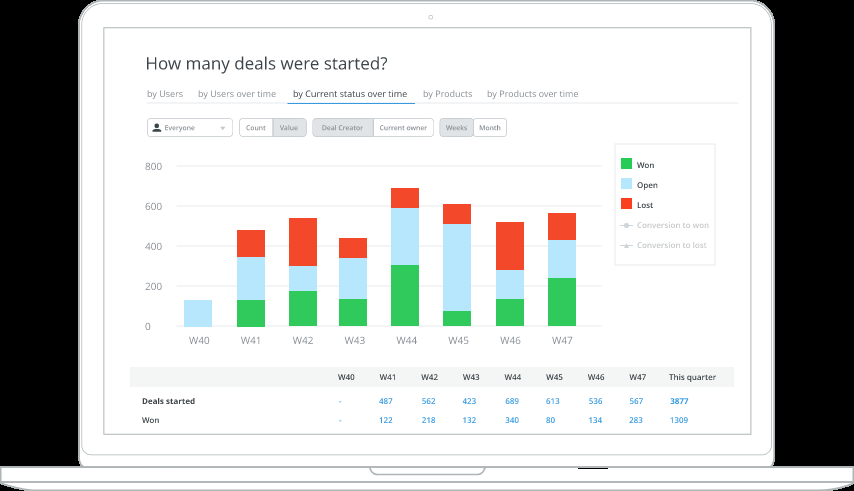 How many deals were started?
by Users by Users over time by Current status over time by Products by Products over time
Everyone Count Value Deal Creator Current owner Weeks Month
800
600
400
200
0
W40 W41 W42 W43 W44 W45 W46 W47
Won
Open
Lost
Conversion to won
Conversion to lost
W40 W41 W42 W43 W44 W45 W46 W47 This quarter
Deals started - 487 562 423 689 613 536 567 3877
Won - 122 218 132 340 80 134 283 1309